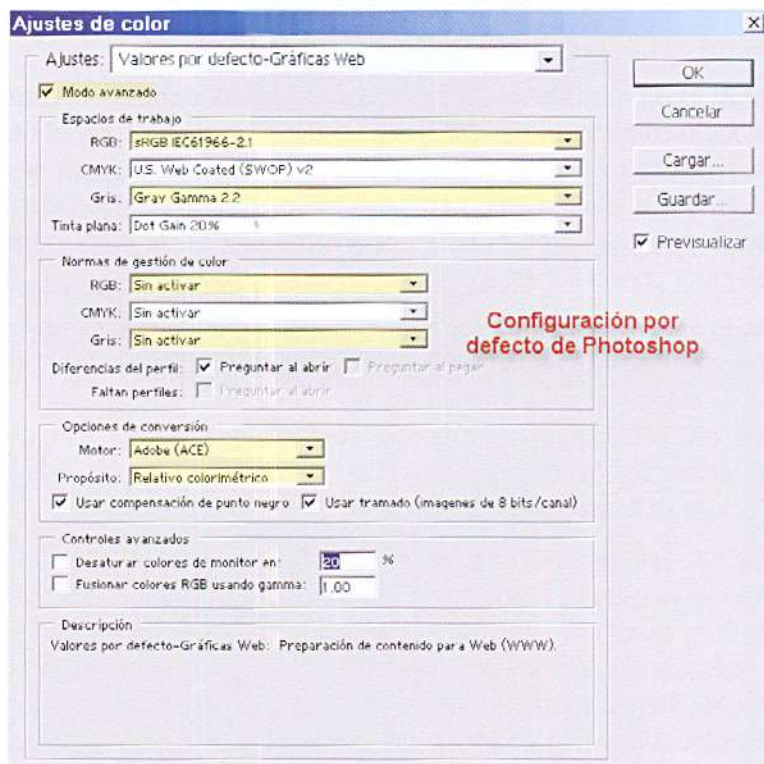 Ajustes de color
Ajustes: Valores por defecto-Gráficas Web
OK
Modo avanzado
Cancelar
Espacios de trabajo
RGB: sRGB IEC61966-2.1
CMYK: U.S. Web Coated (SWOP) v2
Cargar...
Gris: Gray Gamma 2.2
Guardar...
Tinta plana: Dot Gain 20%
Previsualizar
Normas de gestión de color
RGB: Sin activar
CMYK: Sin activar
Gris: Sin activar
Configuración por
defecto de Photoshop
Diferencias del perfil: Preguntar al abrir Preguntar al pegar
Faltan perfiles: Preguntar al abrir
Opciones de conversión
Motor: Adobe (ACE)
Propósito: Relativo colorimétrico
Usar compensación de punto negro Usar tramado (imagenes de 8 bits/canal)
Controles avanzados
Desaturar colores de monitor en: 20 %
Fusionar colores RGB usando gamma: 1.00
Descripción
Valores por defecto-Gráficas Web: Preparación de contenido para Web (WWW).